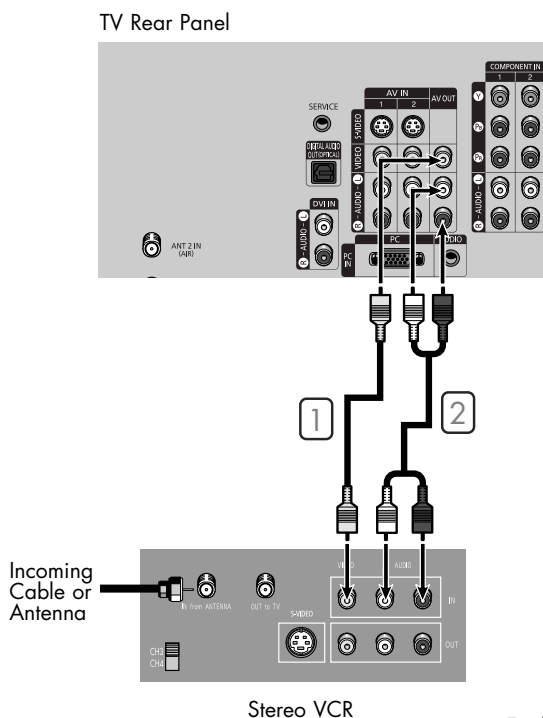 TV Rear Panel
COMPONENT IN
1 2
AV IN
1 2
AV OUT
SERVICE
S-VIDEO
VIDEO
DIGITAL AUDIO
OUT(OPTICAL)
R - AUDIO - L
Y
PB
PR
R - AUDIO - L
DVI IN
R - AUDIO - L
ANT 2 IN
(AIR)
PC
IN
PC
1
2
Incoming
Cable or
Antenna
AUDIO
IN from ANTENNA
OUT to TV
IN
S-VIDEO
OUT
CH3
CH4
Stereo VCR